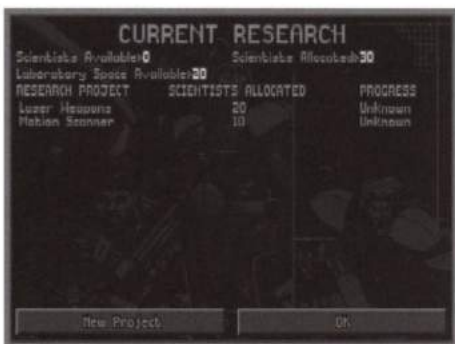 CURRENT RESEARCH
Scientists Available>0 Scientists Allocated>30
Laboratory Space Available>20
RESEARCH PROJECT SCIENTISTS ALLOCATED PROGRESS
Laser Weapons 20 Unknown
Motion Scanner 10 Unknown
New Project OK